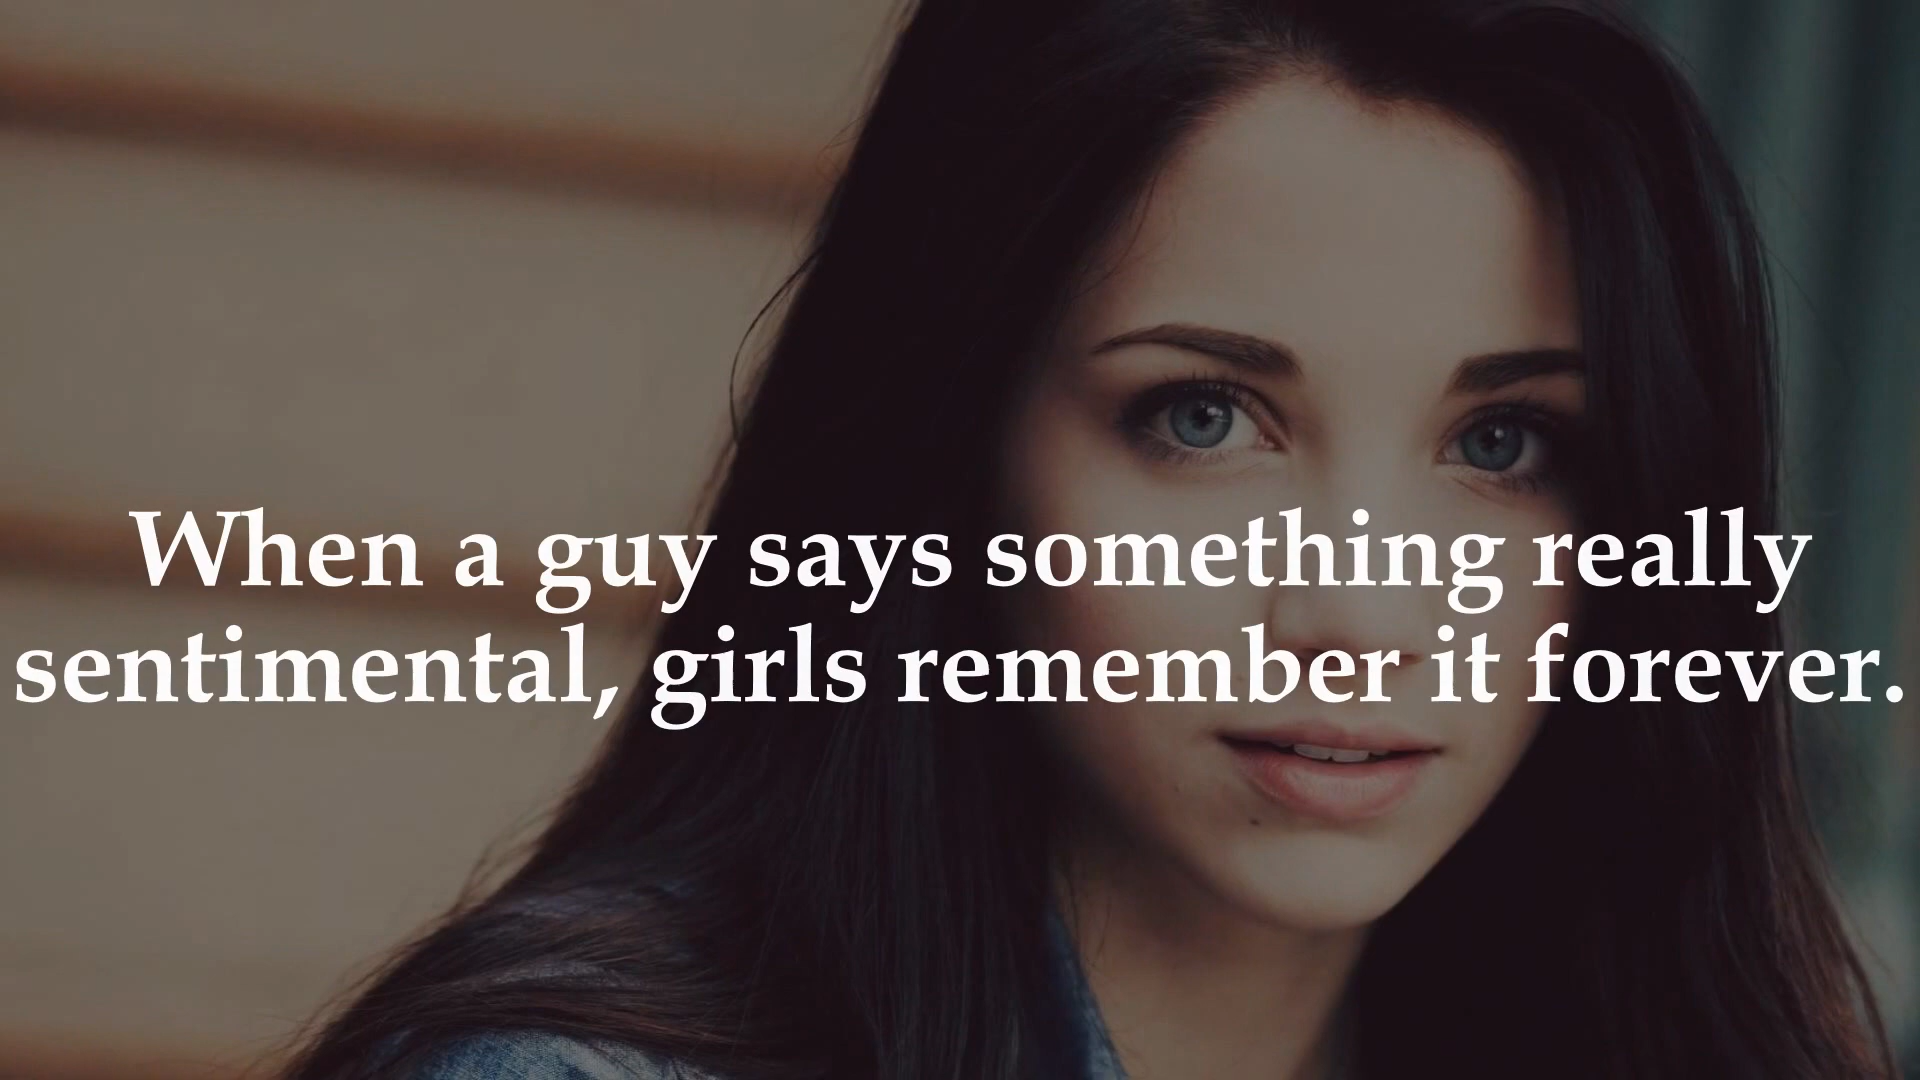 When a guy says something really
sentimental, girls remember it forever.